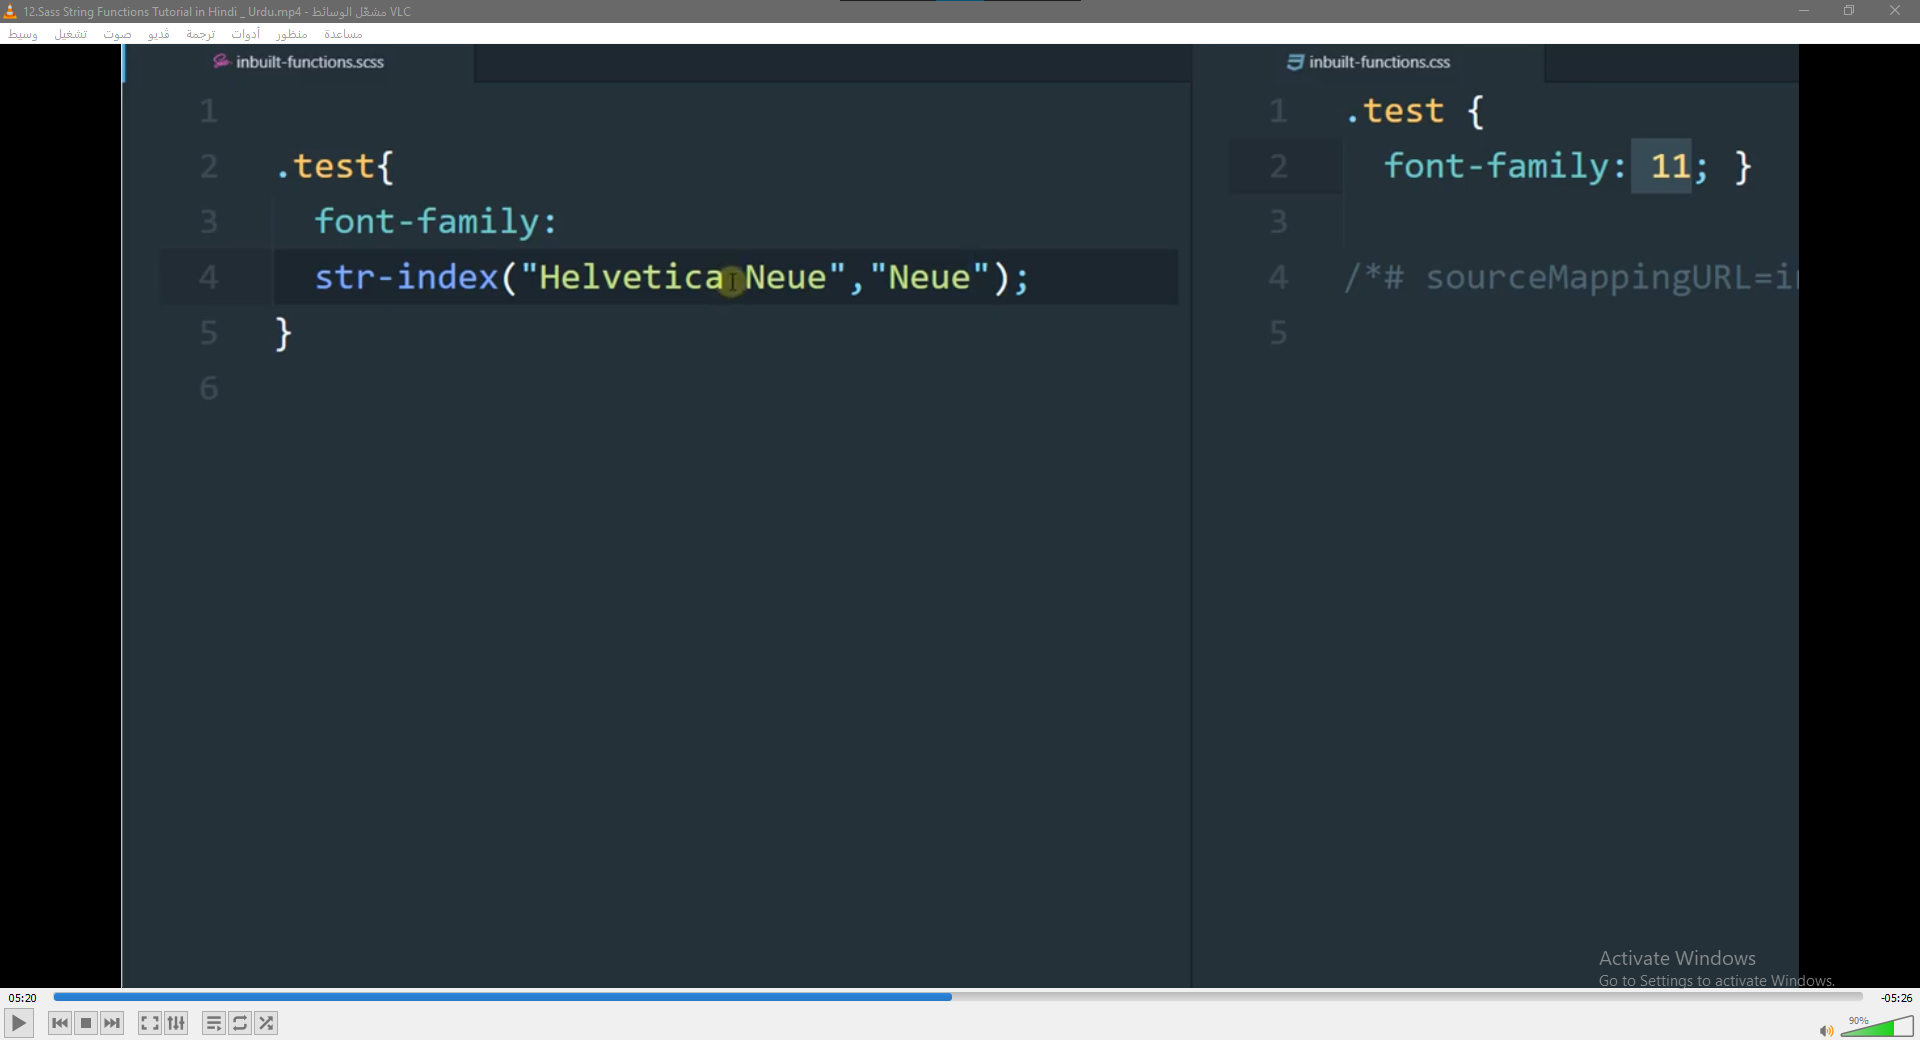 12.Sass String Functions Tutorial in Hindi _ Urdu.mp4 - مشغّل الوسائط VLC
وسيط تشغيل صوت ڤديو ترجمة أدوات منظور مساعدة
inbuilt-functions.scss
1
2 .test{
3 font-family:
4 str-index("Helvetica Neue","Neue");
5 }
6
inbuilt-functions.css
1 .test {
2 font-family: 11; }
3
4 /*# sourceMappingURL=i
5
Activate Windows
Go to Settings to activate Windows.
05:20 -05:26
90%